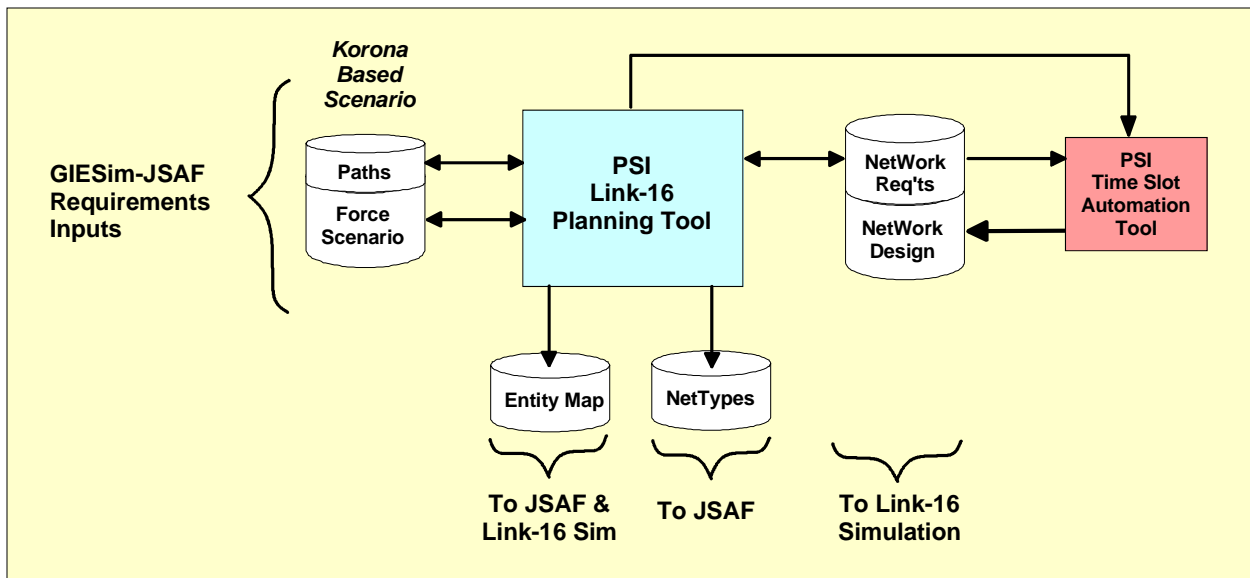 Korona
Based
Scenario
GIESim-JSAF
Requirements
Inputs
Paths
Force
Scenario
PSI
Link-16
Planning Tool
NetWork
Req'ts
NetWork
Design
PSI
Time Slot
Automation
Tool
Entity Map
NetTypes
To JSAF &
Link-16 Sim
To JSAF
To Link-16
Simulation